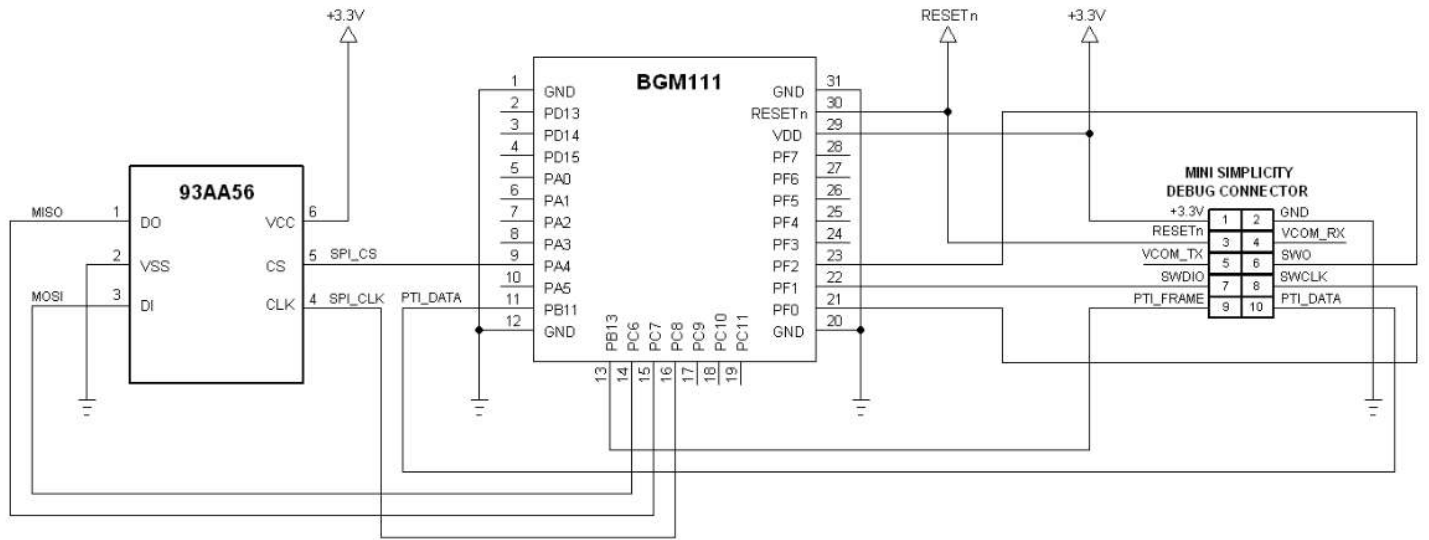 +3.3V
RESETn
+3.3V
BGM111
1 GND
2 PD13
3 PD14
4 PD15
5 PA0
6 PA1
7 PA2
8 PA3
9 PA4
10 PA5
11 PB11
12 GND
31 GND
30 RESETn
29 VDD
28 PF7
27 PF6
26 PF5
25 PF4
24 PF3
23 PF2
22 PF1
21 PF0
20 GND
PB13 PC6 PC7 PC8 PC9 PC10 PC11
13 14 15 16 17 18 19
93AA56
MISO 1 DO
2 VSS
MOSI 3 DI
VCC 6
CS 5 SPI_CS
CLK 4 SPI_CLK
PTI_DATA
MINI SIMPLICITY
DEBUG CONNECTOR
+3.3V 1 2 GND
RESETn 3 4 VCOM_RX
VCOM_TX 5 6 SWO
SWDIO 7 8 SWCLK
PTI_FRAME 9 10 PTI_DATA